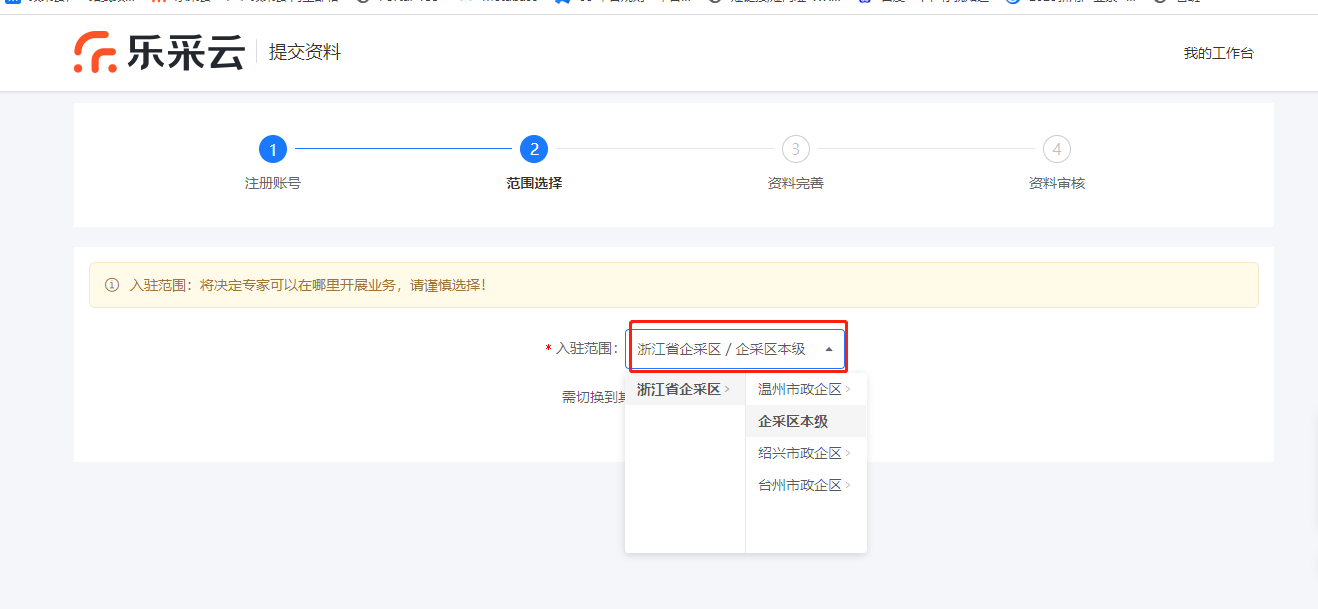 乐采云 提交资料 我的工作台
1 2 3 4
注册账号 范围选择 资料完善 资料审核
入驻范围：将决定专家可以在哪里开展业务，请谨慎选择！
* 入驻范围： 浙江省企采区 / 企采区本级
需切换到
浙江省企采区 › 温州市政企区 ›
企采区本级
绍兴市政企区 ›
台州市政企区 ›